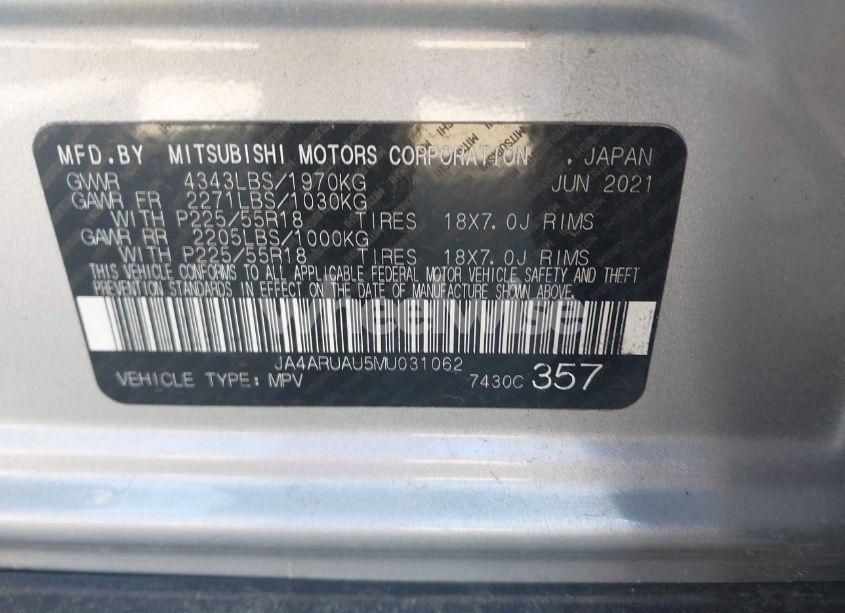 MFD.BY MITSUBISHI MOTORS CORPORATION . JAPAN
GVWR 4343LBS/1970KG JUN 2021
GAWR FR 2271LBS/1030KG
WITH P225/55R18 TIRES 18X7.0J RIMS
GAWR RR 2205LBS/1000KG
WITH P225/55R18 TIRES 18X7.0J RIMS
THIS VEHICLE CONFORMS TO ALL APPLICABLE FEDERAL MOTOR VEHICLE SAFETY AND THEFT
PREVENTION STANDARDS IN EFFECT ON THE DATE OF MANUFACTURE SHOWN ABOVE.
wheelwise
JA4ARUAU5MU031062
VEHICLE TYPE: MPV 7430C 357